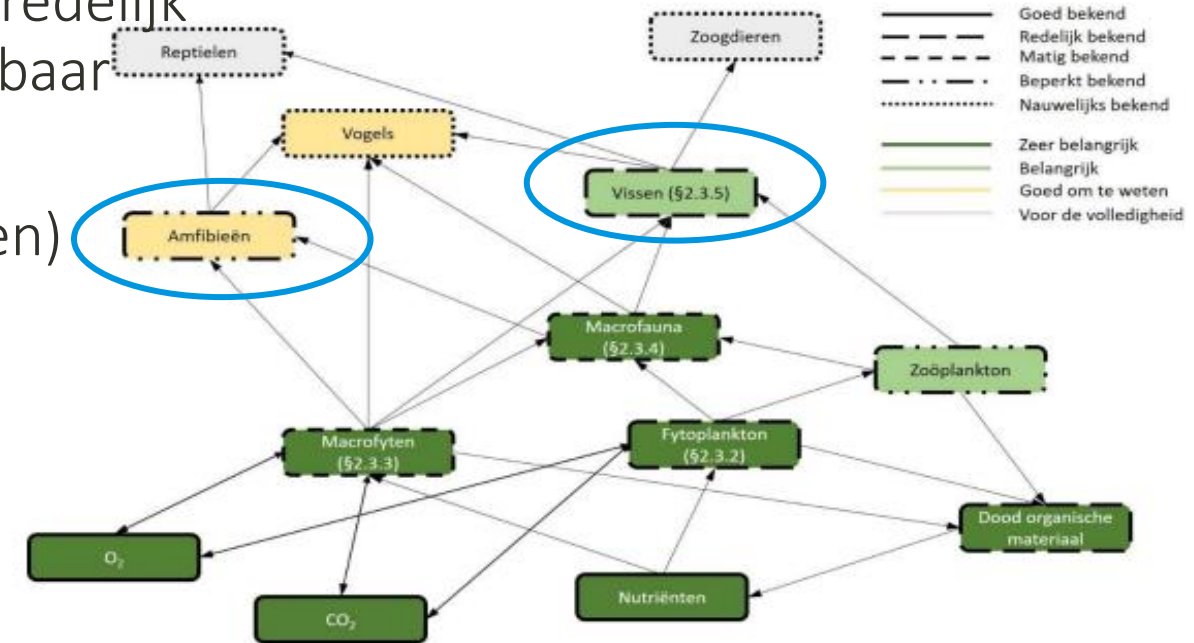 redelijk
baar
en)
Reptielen
Zoogdieren
Vogels
Vissen (§2.3.5)
Amfibieën
Macrofauna
(§2.3.4)
Zoöplankton
Macrofyten
(§2.3.3)
Fytoplankton
(§2.3.2)
Dood organische
materiaal
O₂
Nutriënten
CO₂
Goed bekend
Redelijk bekend
Matig bekend
Beperkt bekend
Nauwelijks bekend
Zeer belangrijk
Belangrijk
Goed om te weten
Voor de volledigheid